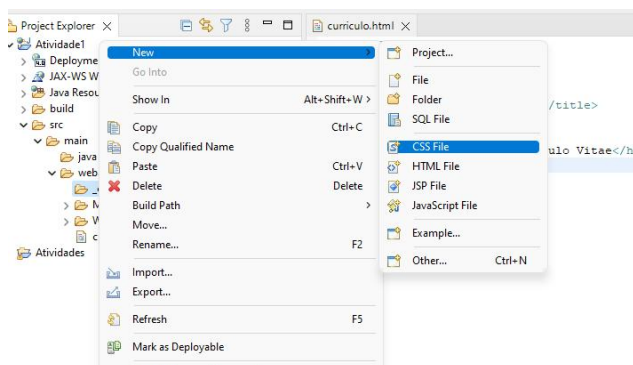 Project Explorer
curriculo.html
Atividade1
Deployme
JAX-WS W
Java Resou
build
src
main
java
web
M
W
c
Atividades
New
Go Into
Show In Alt+Shift+W >
Copy Ctrl+C
Copy Qualified Name
Paste Ctrl+V
Delete Delete
Build Path >
Move...
Rename... F2
Import...
Export...
Refresh F5
Mark as Deployable
Project...
File
Folder
SQL File
CSS File
HTML File
JSP File
JavaScript File
Example...
Other... Ctrl+N
/title>
ulo Vitae</h